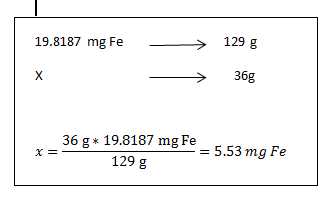 19.8187 mg Fe ⟶ 129 g
X ⟶ 36g
x = 36 g * 19.8187 mg Fe / 129 g = 5.53 mg Fe